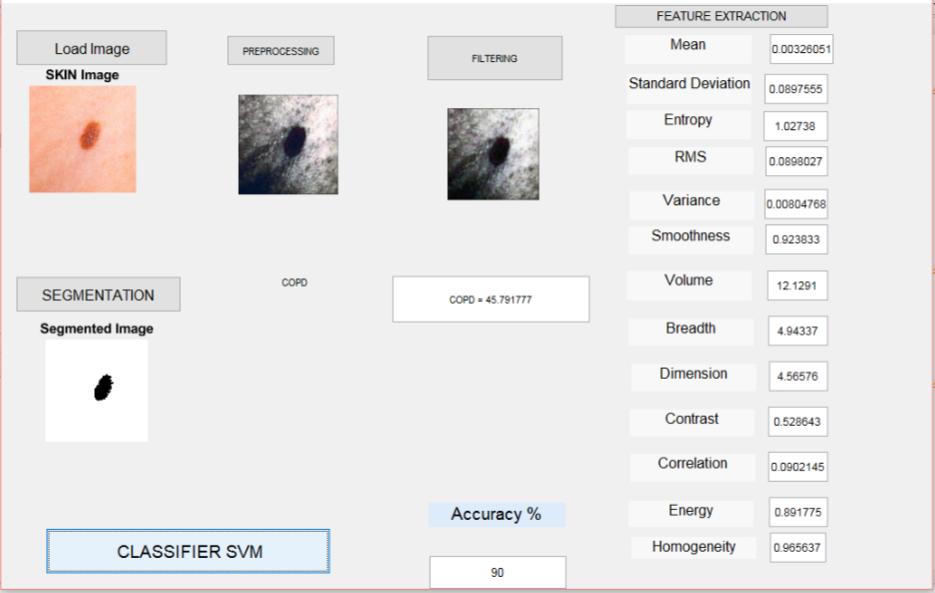 FEATURE EXTRACTION
Load Image
PREPROCESSING
FILTERING
SKIN Image
Mean
0.00326051
Standard Deviation
0.0897555
Entropy
1.02738
RMS
0.0898027
Variance
0.00804768
Smoothness
0.923833
SEGMENTATION
COPD
COPD = 45.791777
Volume
12.1291
Segmented Image
Breadth
4.94337
Dimension
4.56576
Contrast
0.528643
Correlation
0.0902145
Accuracy %
Energy
0.891775
CLASSIFIER SVM
Homogeneity
0.965637
90